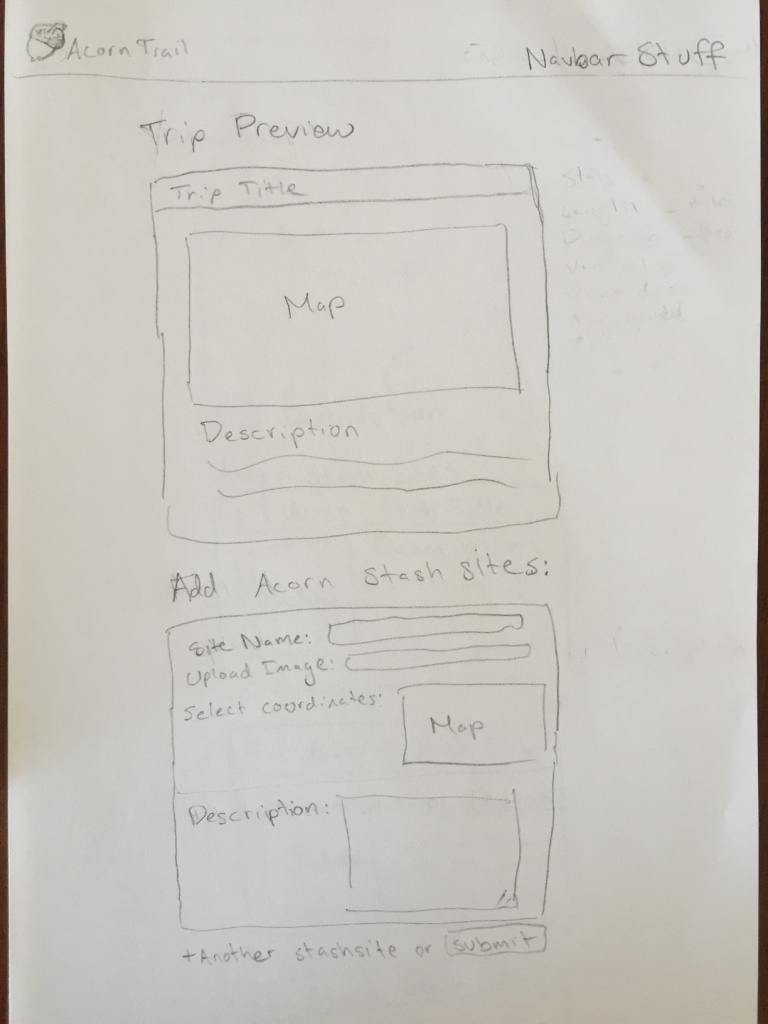 Acorn Trail
Navbar Stuff
Trip Preview
Trip Title
Map
Description
Add Acorn Stash sites:
Site Name:
Upload Image:
Select coordinates:
Map
Description:
+Another stashsite or submit